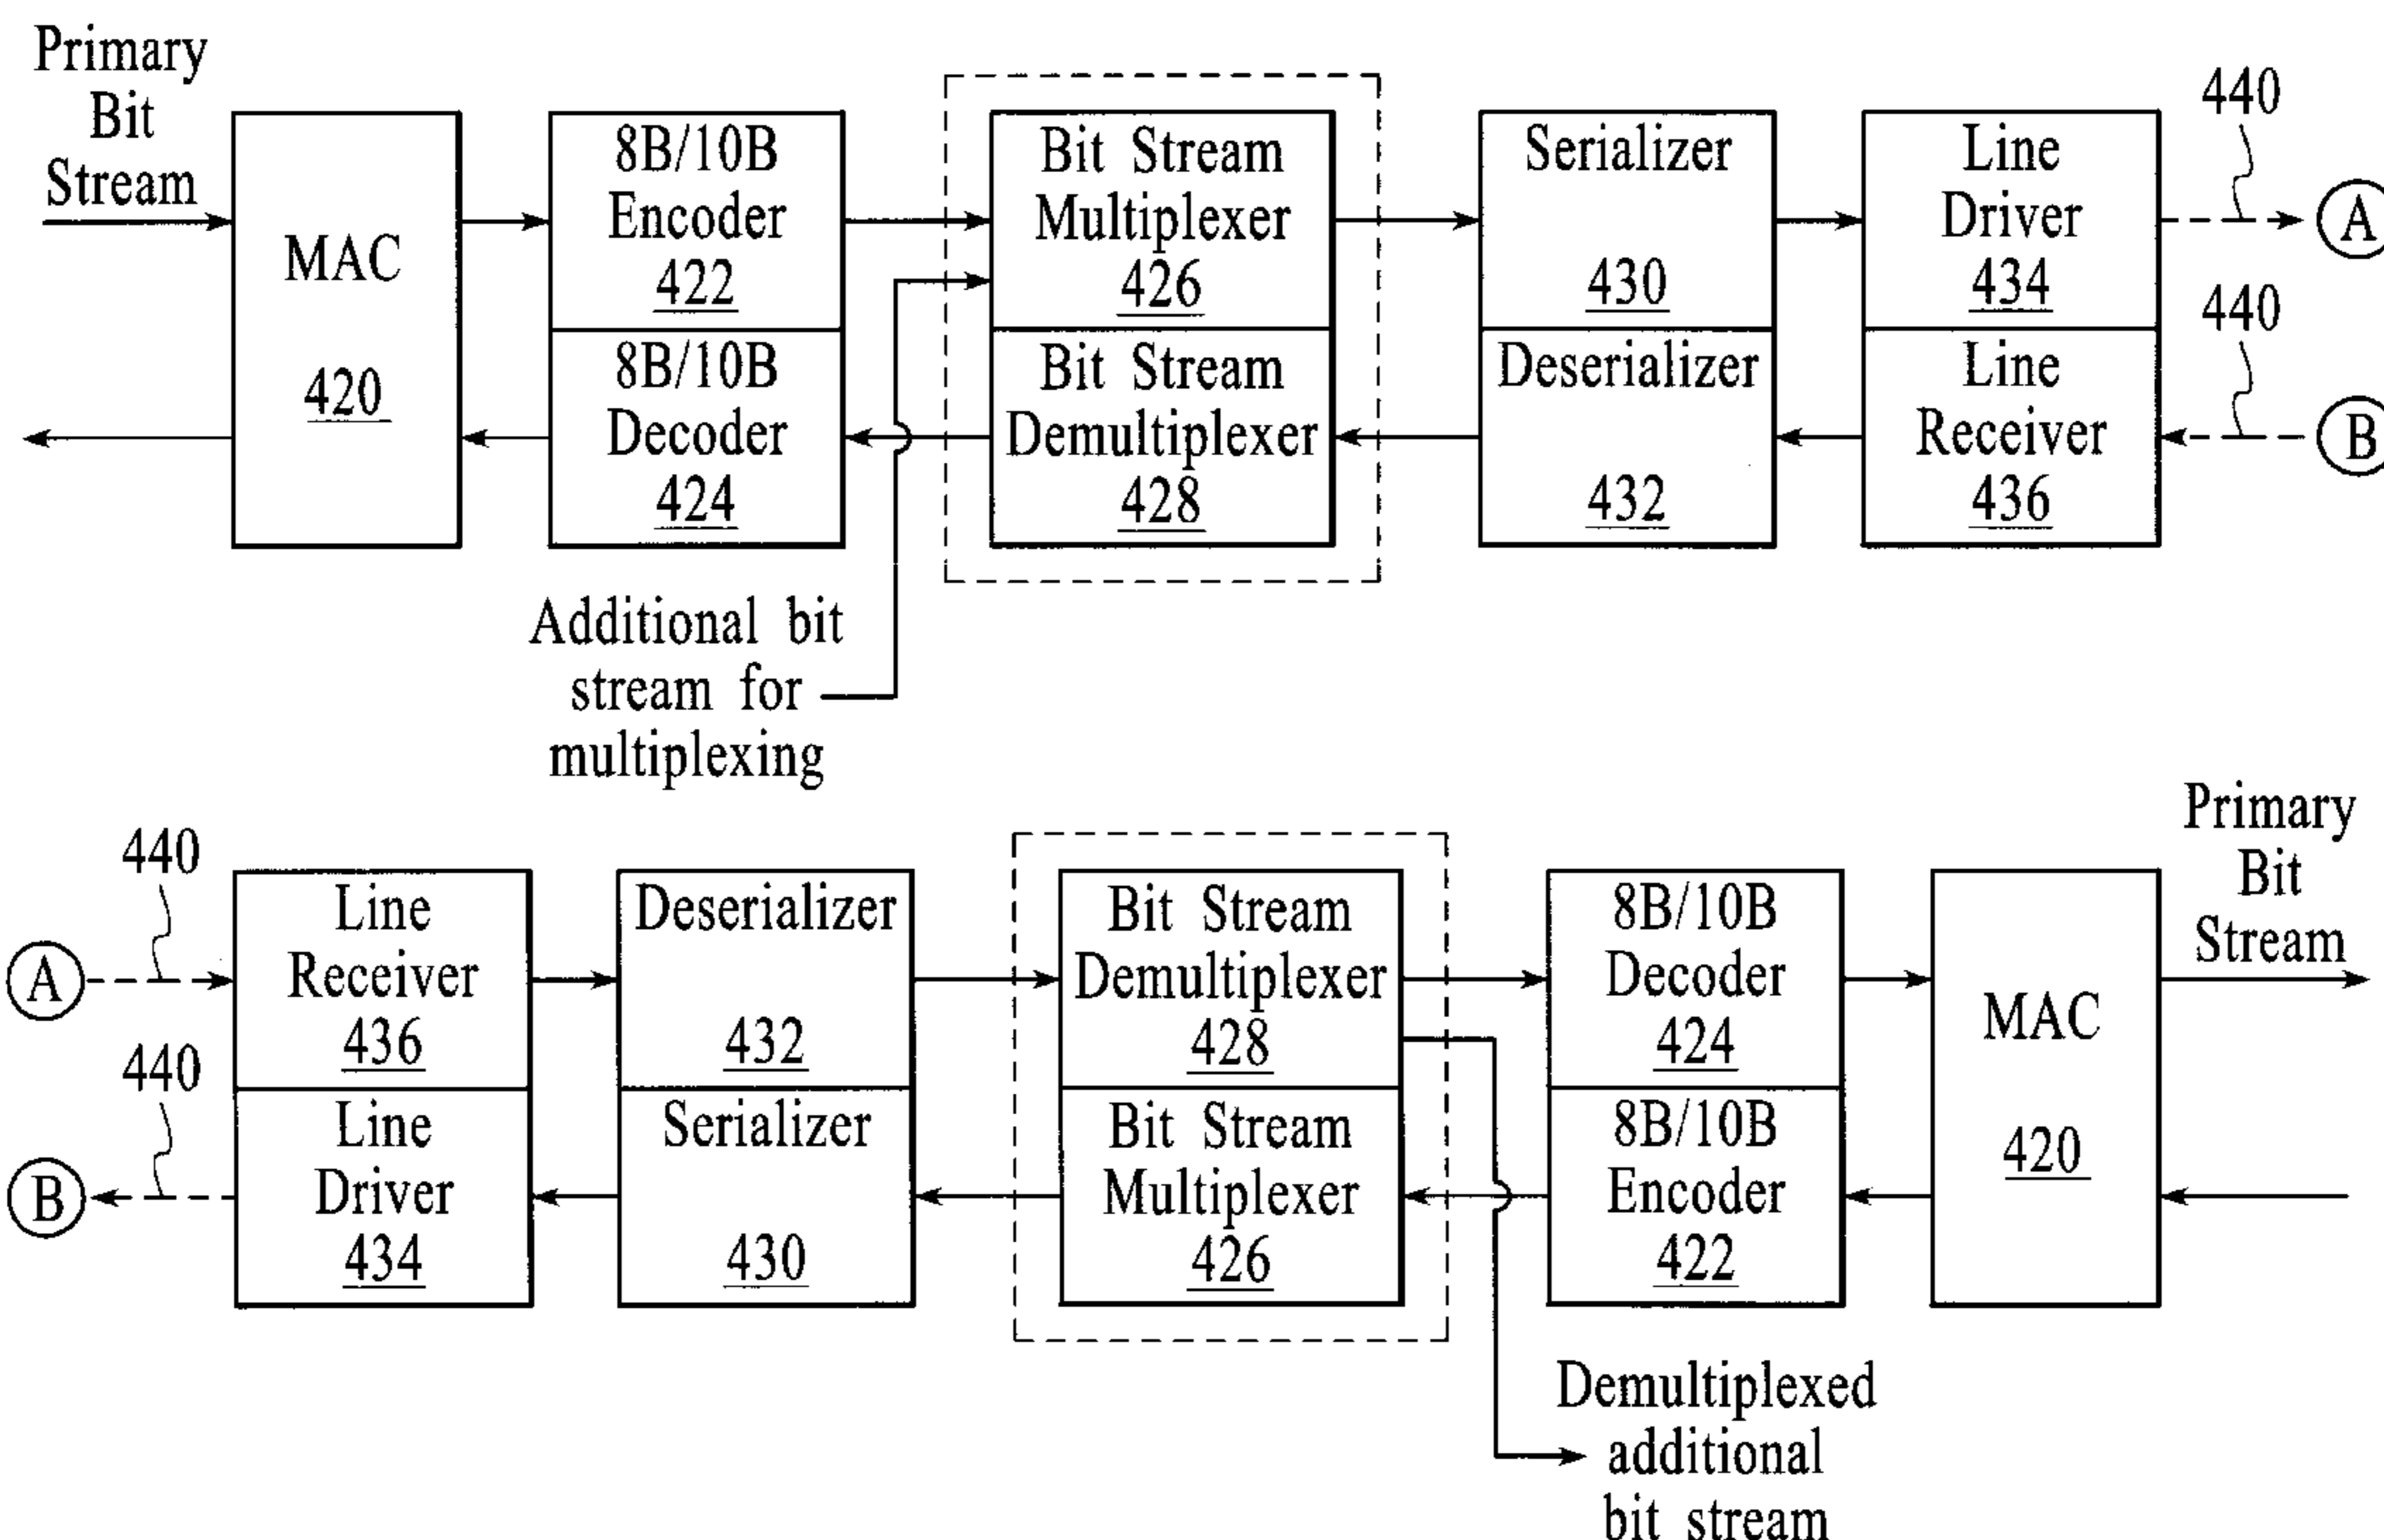 Primary
Bit
Stream
MAC
420
8B/10B
Encoder
422
8B/10B
Decoder
424
Bit Stream
Multiplexer
426
Bit Stream
Demultiplexer
428
Serializer
430
Deserializer
432
Line
Driver
434
Line
Receiver
436
440
A
440
B
Additional bit
stream for
multiplexing
440
A
440
B
Line
Receiver
436
Line
Driver
434
Deserializer
432
Serializer
430
Bit Stream
Demultiplexer
428
Bit Stream
Multiplexer
426
8B/10B
Decoder
424
8B/10B
Encoder
422
MAC
420
Primary
Bit
Stream
Demultiplexed
additional
bit stream